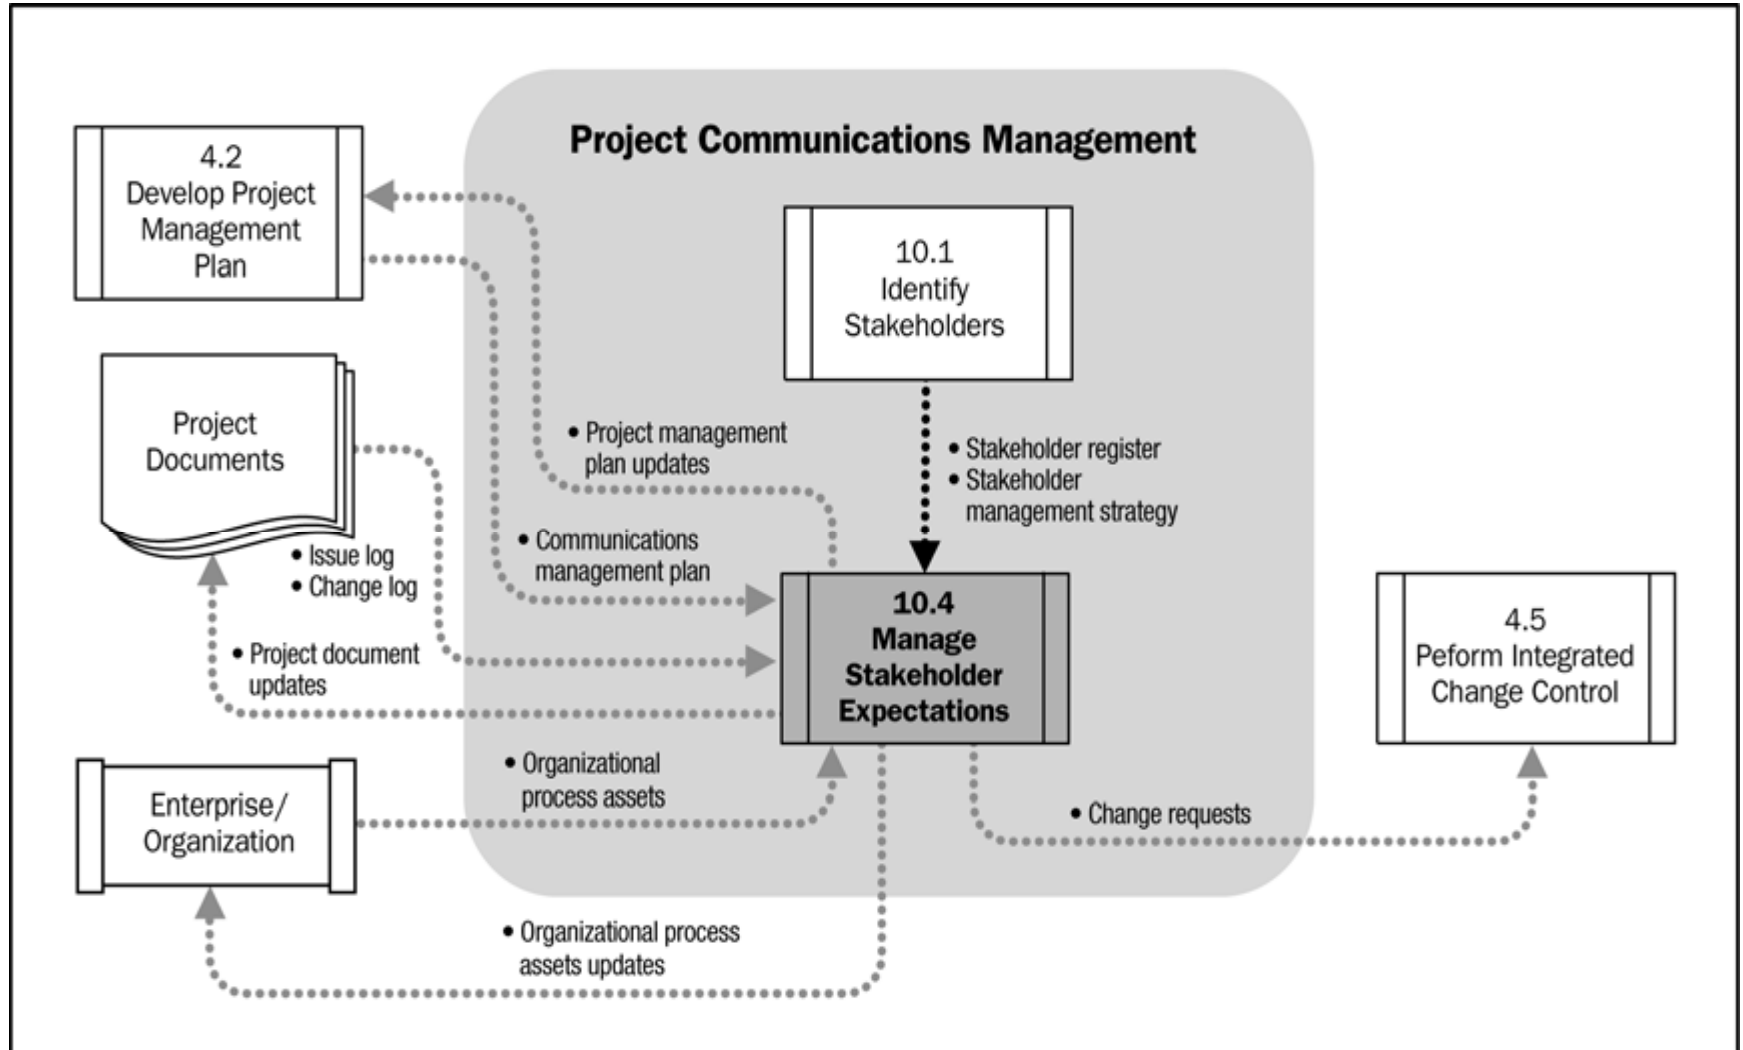 Project Communications Management
4.2
Develop Project
Management
Plan
10.1
Identify
Stakeholders
Project
Documents
• Project management
plan updates
• Stakeholder register
• Stakeholder
management strategy
• Issue log
• Change log
• Communications
management plan
10.4
Manage
Stakeholder
Expectations
4.5
Peform Integrated
Change Control
• Project document
updates
• Organizational
process assets
Enterprise/
Organization
• Change requests
• Organizational process
assets updates